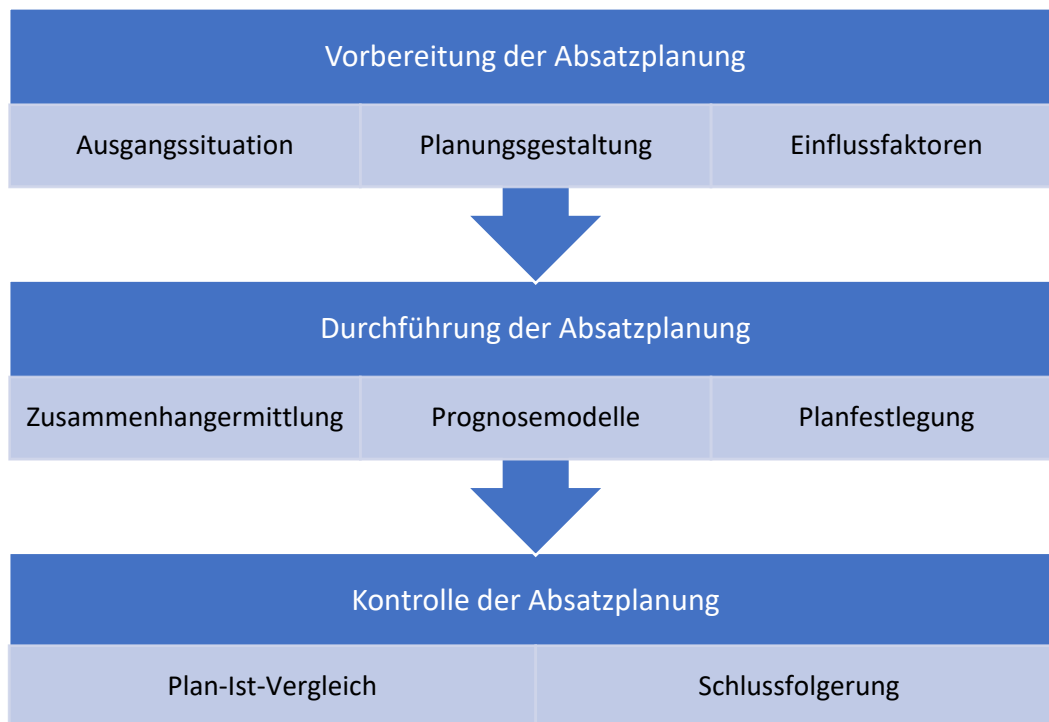 Vorbereitung der Absatzplanung
Ausgangssituation
Planungsgestaltung
Einflussfaktoren
Durchführung der Absatzplanung
Zusammenhangermittlung
Prognosemodelle
Planfestlegung
Kontrolle der Absatzplanung
Plan-Ist-Vergleich
Schlussfolgerung